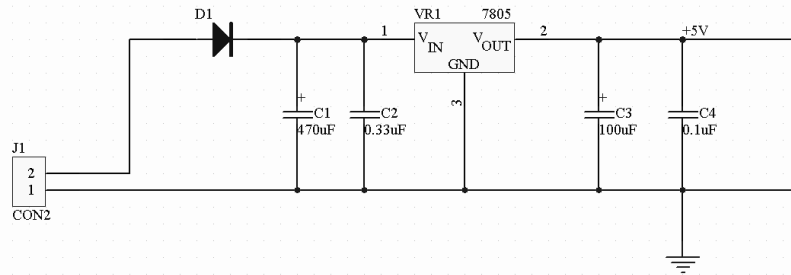 D1
VR1 7805
1 VIN VOUT 2
GND
+5V
3
+ C1
470uF
C2
0.33uF
+ C3
100uF
C4
0.1uF
J1
2
1
CON2